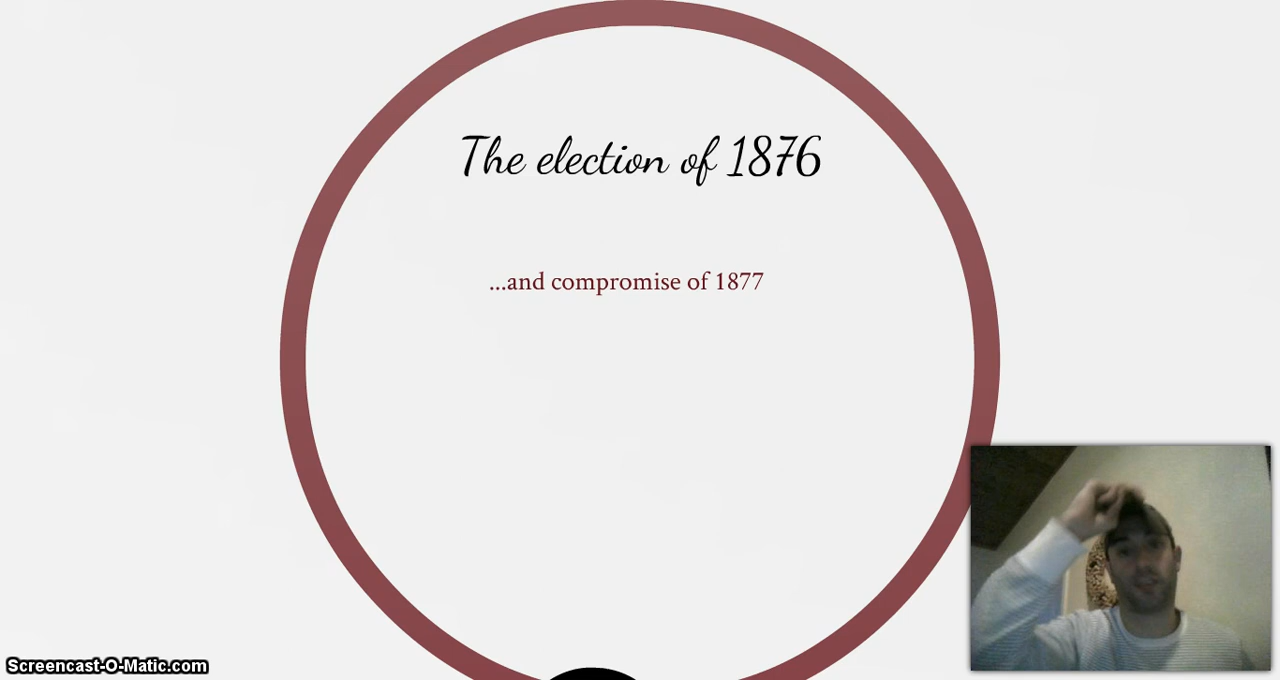 The election of 1876
...and compromise of 1877
Screencast-O-Matic.com